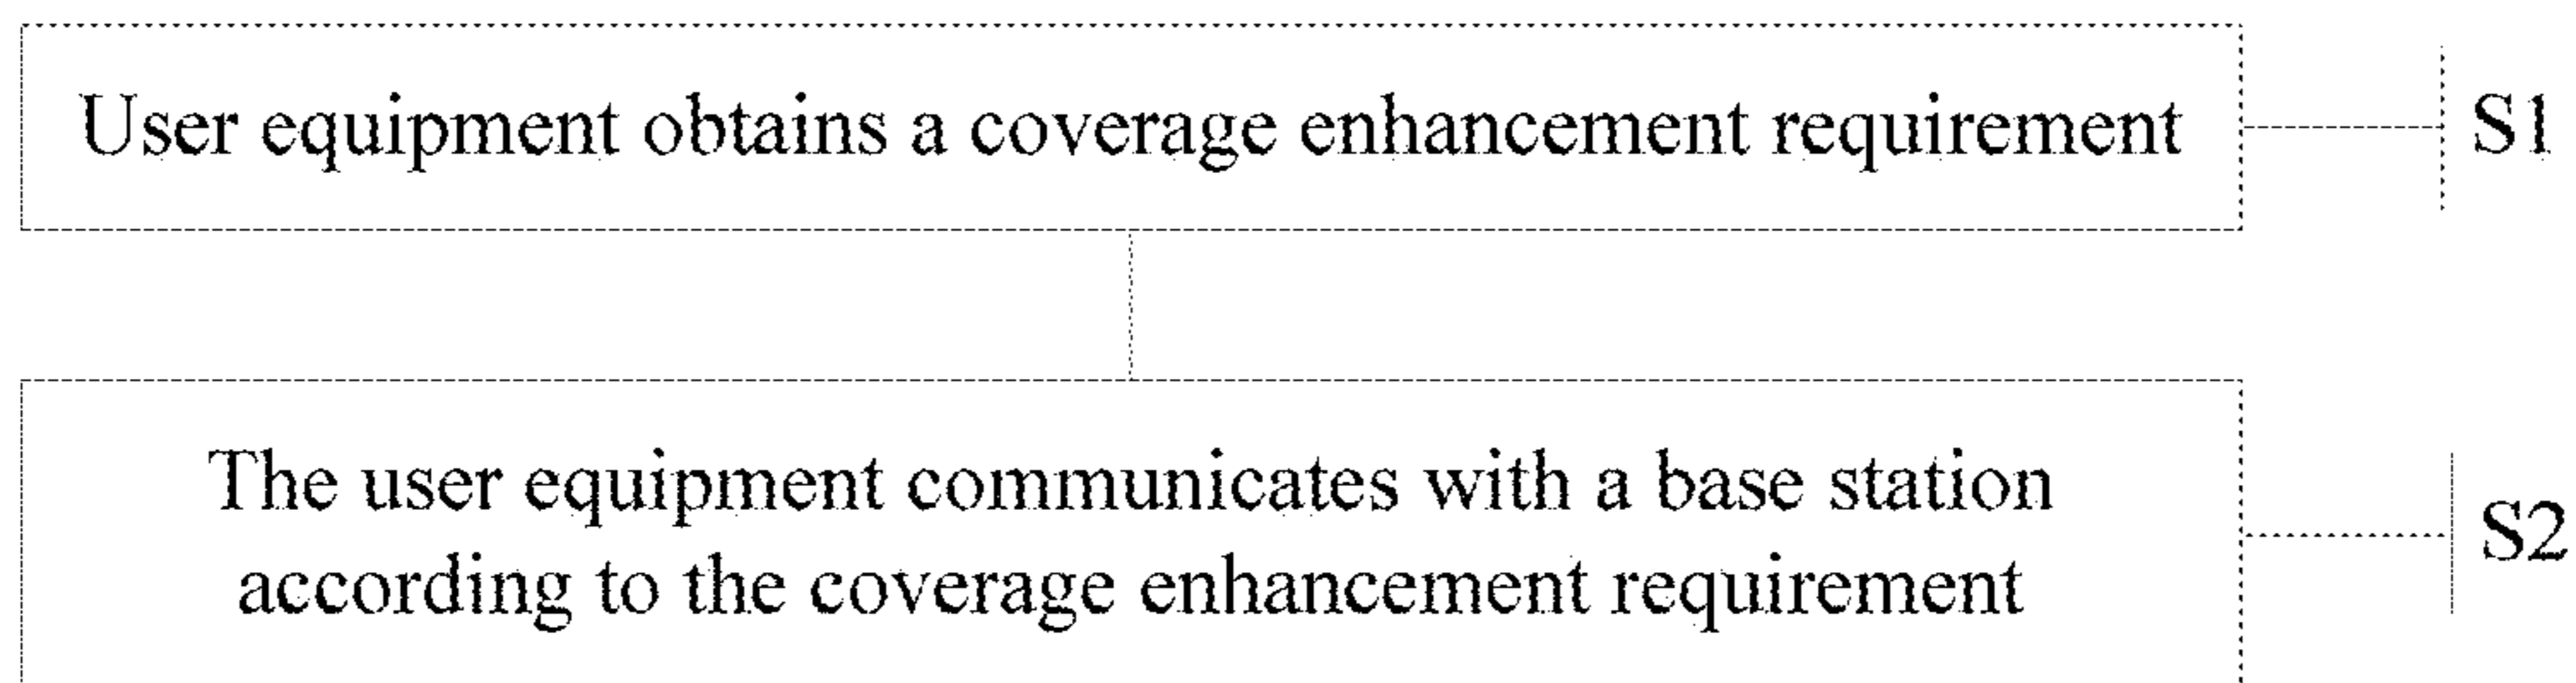 User equipment obtains a coverage enhancement requirement
S1
The user equipment communicates with a base station
according to the coverage enhancement requirement
S2